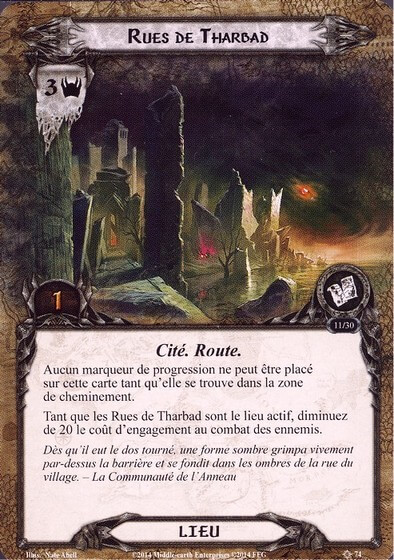 RUES DE THARBAD
3
1
11/30
Cité. Route.
Aucun marqueur de progression ne peut être placé
sur cette carte tant qu'elle se trouve dans la zone
de cheminement.
Tant que les Rues de Tharbad sont le lieu actif, diminuez
de 20 le coût d'engagement au combat des ennemis.
Dès qu'il eut le dos tourné, une forme sombre grimpa vivement
par-dessus la barrière et se fondit dans les ombres de la rue du
village. – La Communauté de l'Anneau
LIEU
Illus. Nate Abell ©2014 Middle-earth Enterprises ©2014 FFG 74